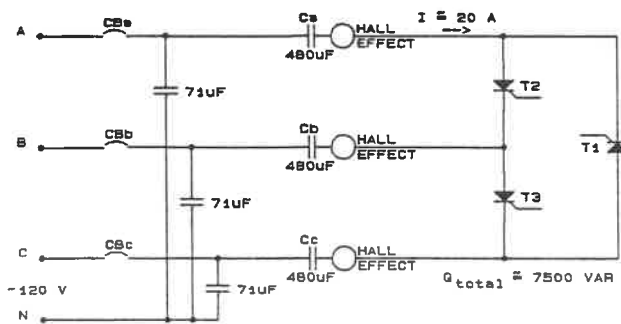 A
CBa
Ca
480uF
HALL
EFFECT
I = 20 A
-->
71uF
T2
B
CBb
Cb
480uF
HALL
EFFECT
T1
71uF
T3
C
CBc
Cc
480uF
HALL
EFFECT
~120 V
71uF
Qtotal = 7500 VAR
N